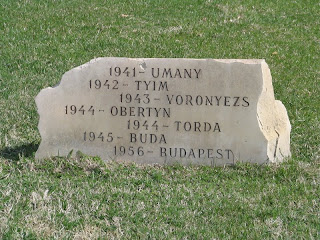 1941- UMANY
1942- TYIM
1943- VORONYEZS
1944- OBERTYN
1944- TORDA
1945- BUDA
1956- BUDAPEST